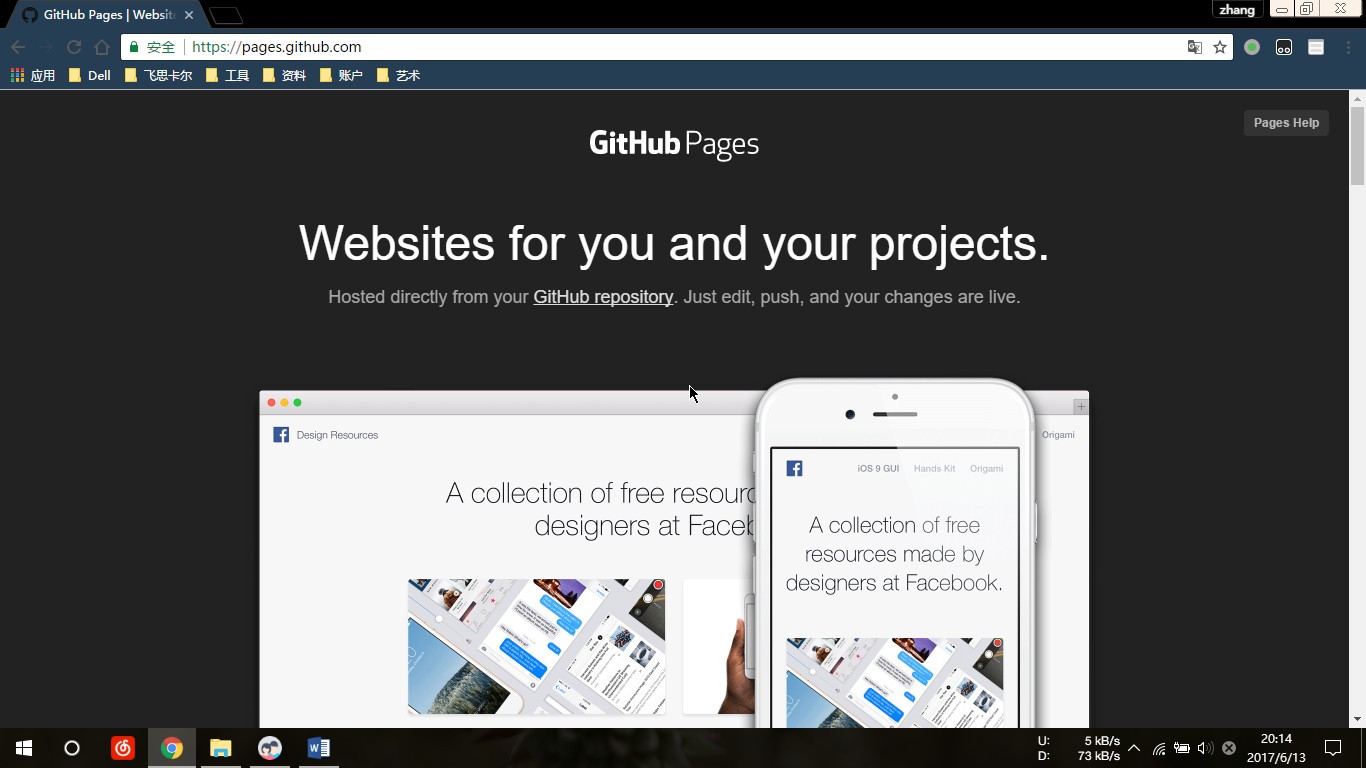 GitHub Pages | Websit
zhang
安全
https://pages.github.com
应用
Dell
飞思卡尔
工具
资料
账户
艺术
Pages Help
GitHub Pages
Websites for you and your projects.
Hosted directly from your GitHub repository. Just edit, push, and your changes are live.
Design Resources
Origami
A collection of free resourc
designers at Faceb
iOS 9 GUI
Hands Kit
Origami
A collection of free
resources made by
designers at Facebook.
U: 5 kB/s
D: 73 kB/s
20:14
2017/6/13